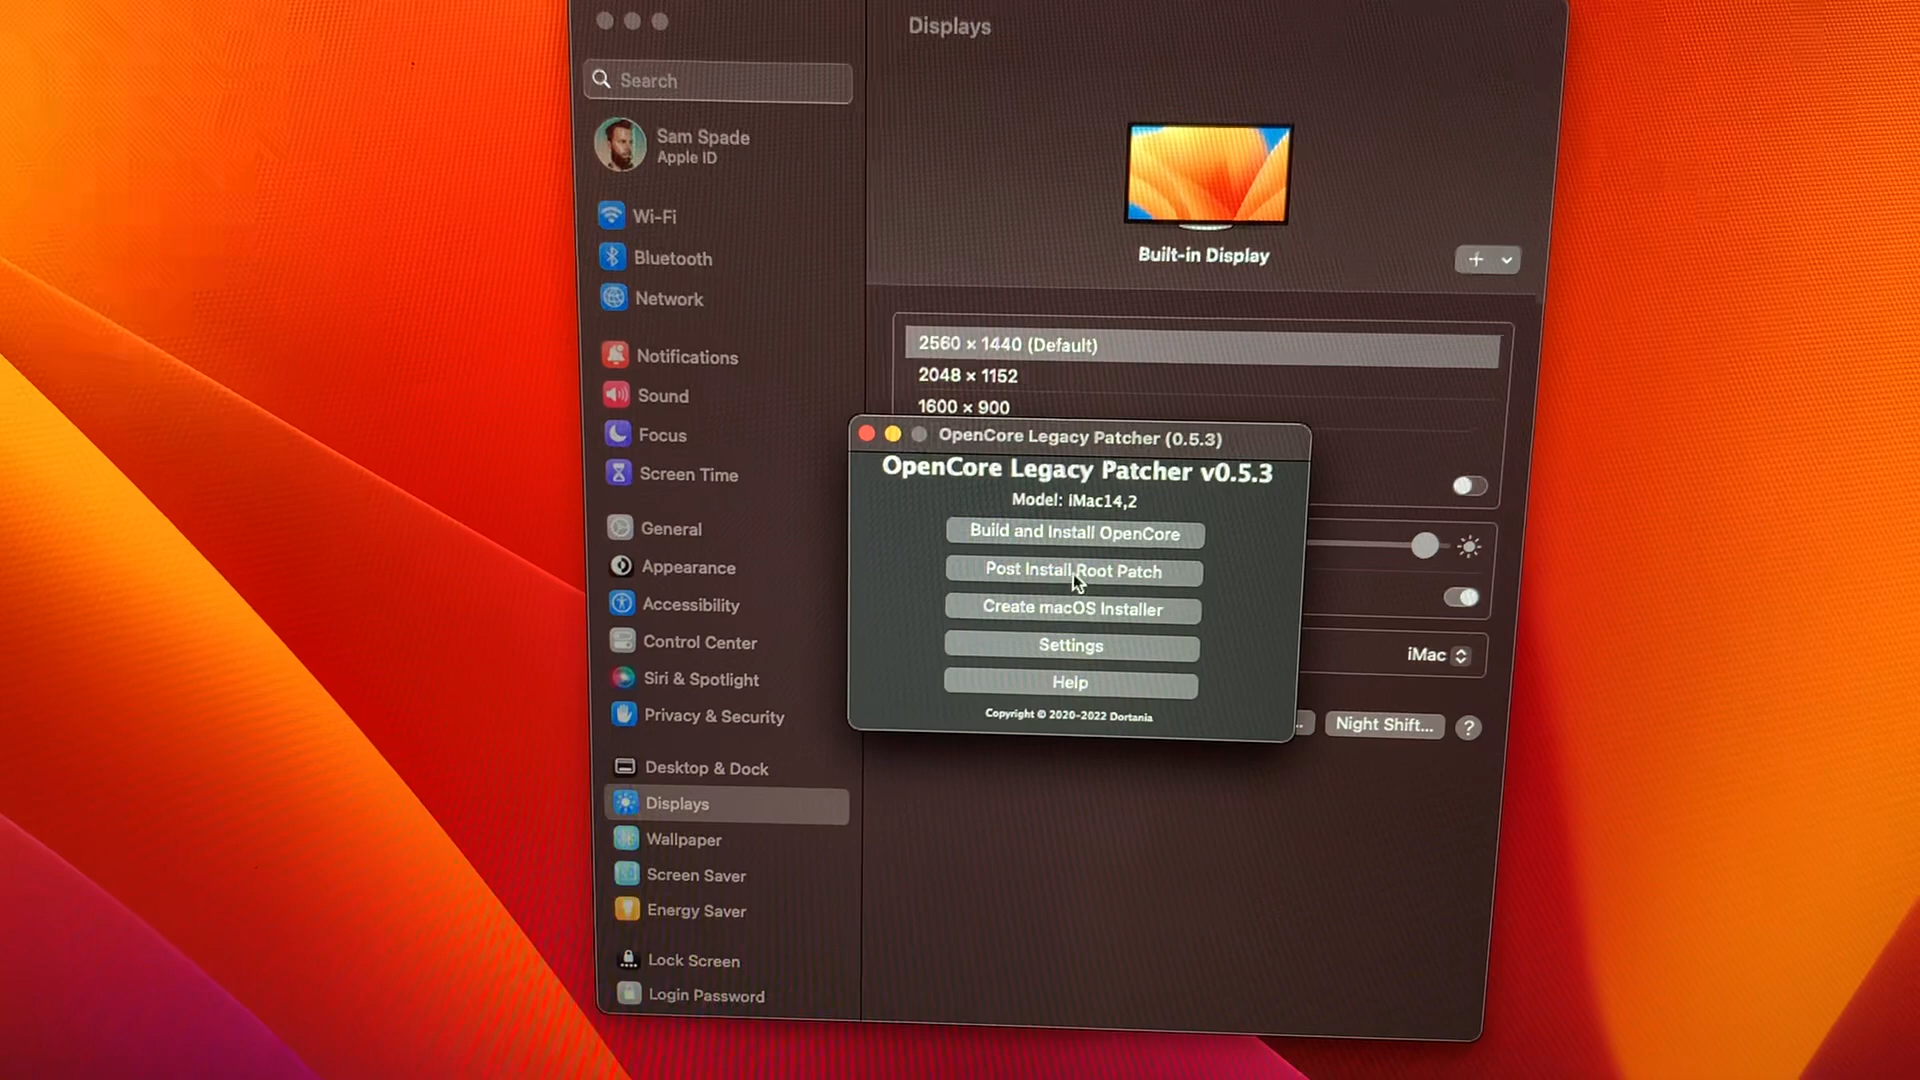 Displays
Search
Sam Spade
Apple ID
Wi-Fi
Bluetooth
Network
Notifications
Sound
Focus
Screen Time
General
Appearance
Accessibility
Control Center
Siri & Spotlight
Privacy & Security
Desktop & Dock
Displays
Wallpaper
Screen Saver
Energy Saver
Lock Screen
Login Password
Built-in Display
2560 × 1440 (Default)
2048 × 1152
1600 × 900
OpenCore Legacy Patcher (0.5.3)
OpenCore Legacy Patcher v0.5.3
Model: iMac14,2
Build and Install OpenCore
Post Install Root Patch
Create macOS Installer
Settings
Help
Copyright © 2020-2022 Dortania
iMac
Night Shift...
?